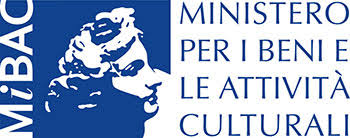 MiBAC
MINISTERO
PER I BENI E
LE ATTIVITÀ
CULTURALI